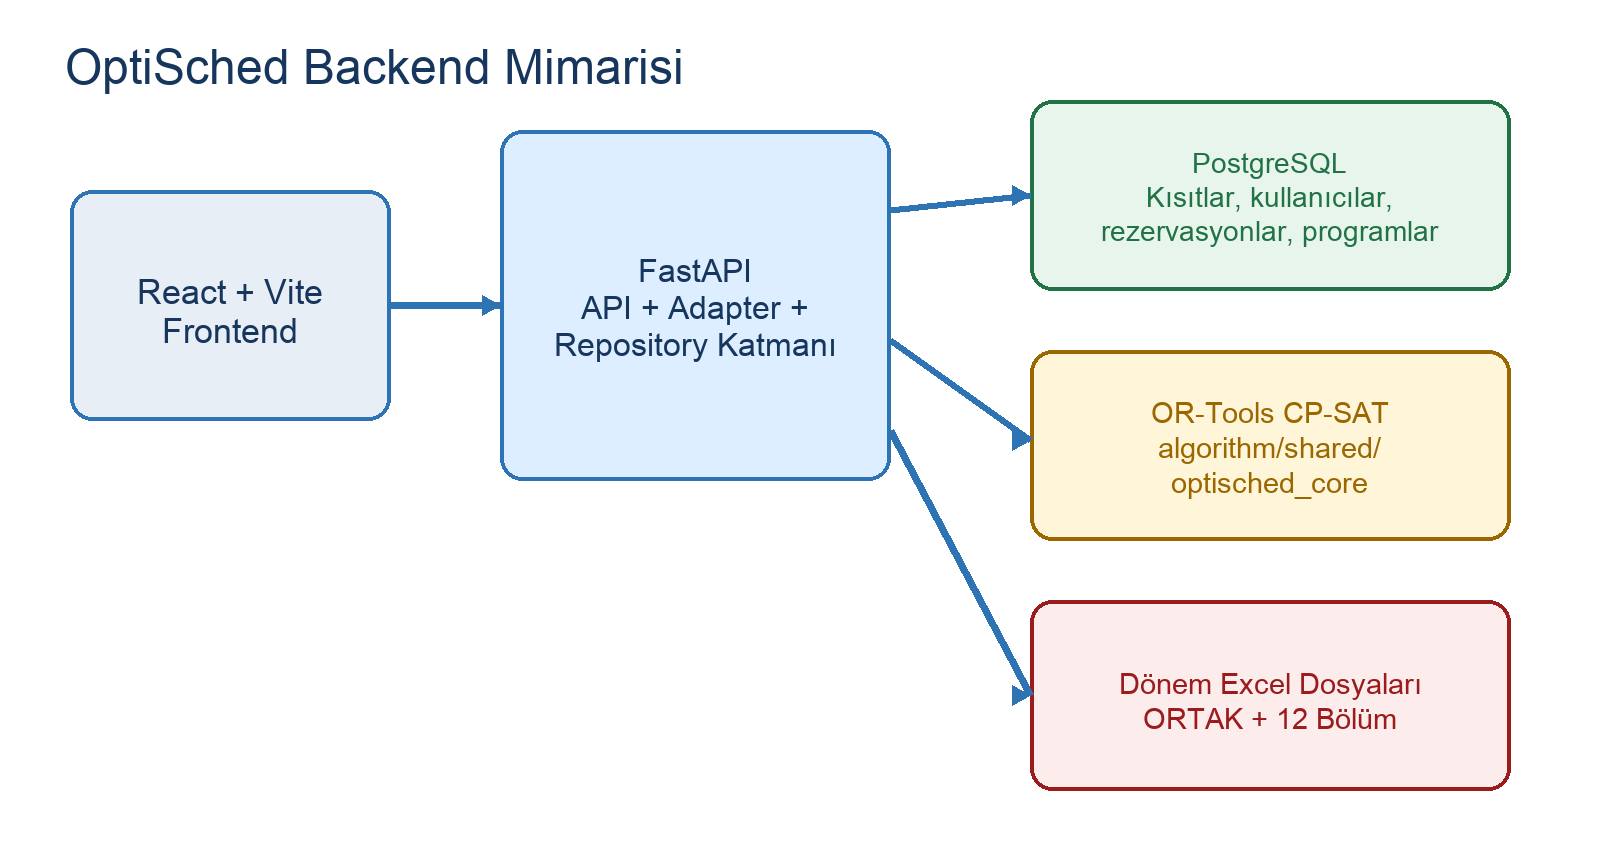 OptiSched Backend Mimarisi
React + Vite
Frontend
FastAPI
API + Adapter +
Repository Katmanı
PostgreSQL
Kısıtlar, kullanıcılar,
rezervasyonlar, programlar
OR-Tools CP-SAT
algorithm/shared/
optisched_core
Dönem Excel Dosyaları
ORTAK + 12 Bölüm